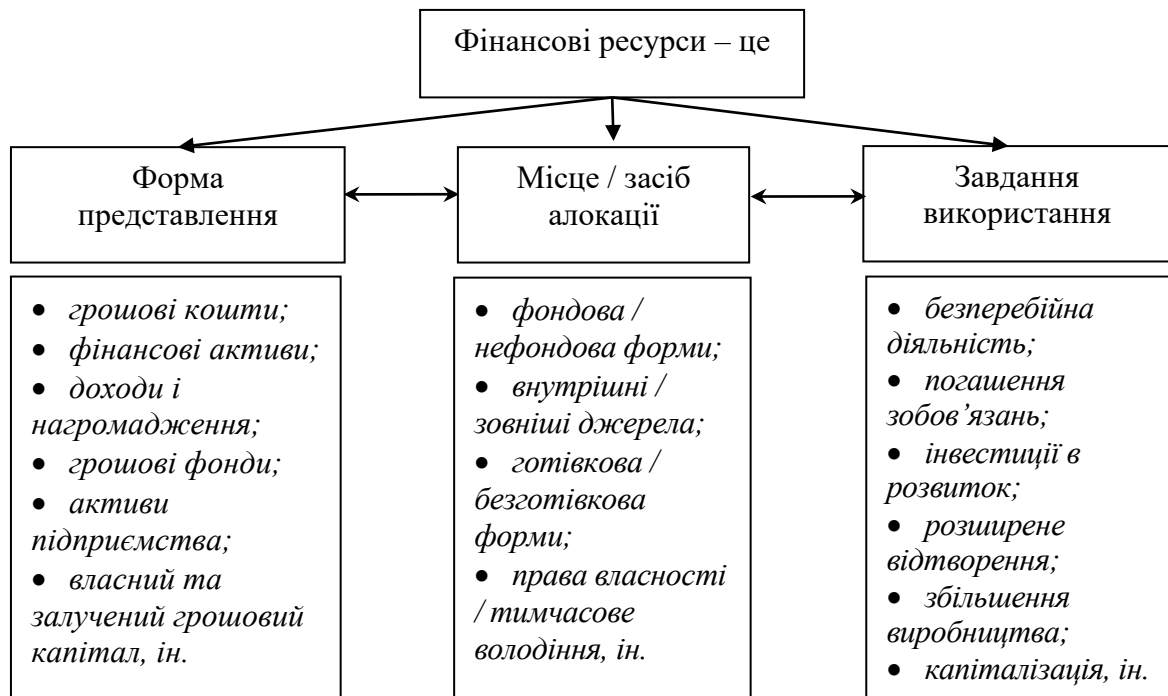 Фінансові ресурси – це
Форма
представлення
Місце / засіб
алокації
Завдання
використання
• грошові кошти;
• фінансові активи;
• доходи і
нагромадження;
• грошові фонди;
• активи
підприємства;
• власний та
залучений грошовий
капітал, ін.
• фондова /
нефондова форми;
• внутрішні /
зовніші джерела;
• готівкова /
безготівкова
форми;
• права власності
/ тимчасове
володіння, ін.
• безперебійна
діяльність;
• погашення
зобов’язань;
• інвестиції в
розвиток;
• розширене
відтворення;
• збільшення
виробництва;
• капіталізація, ін.